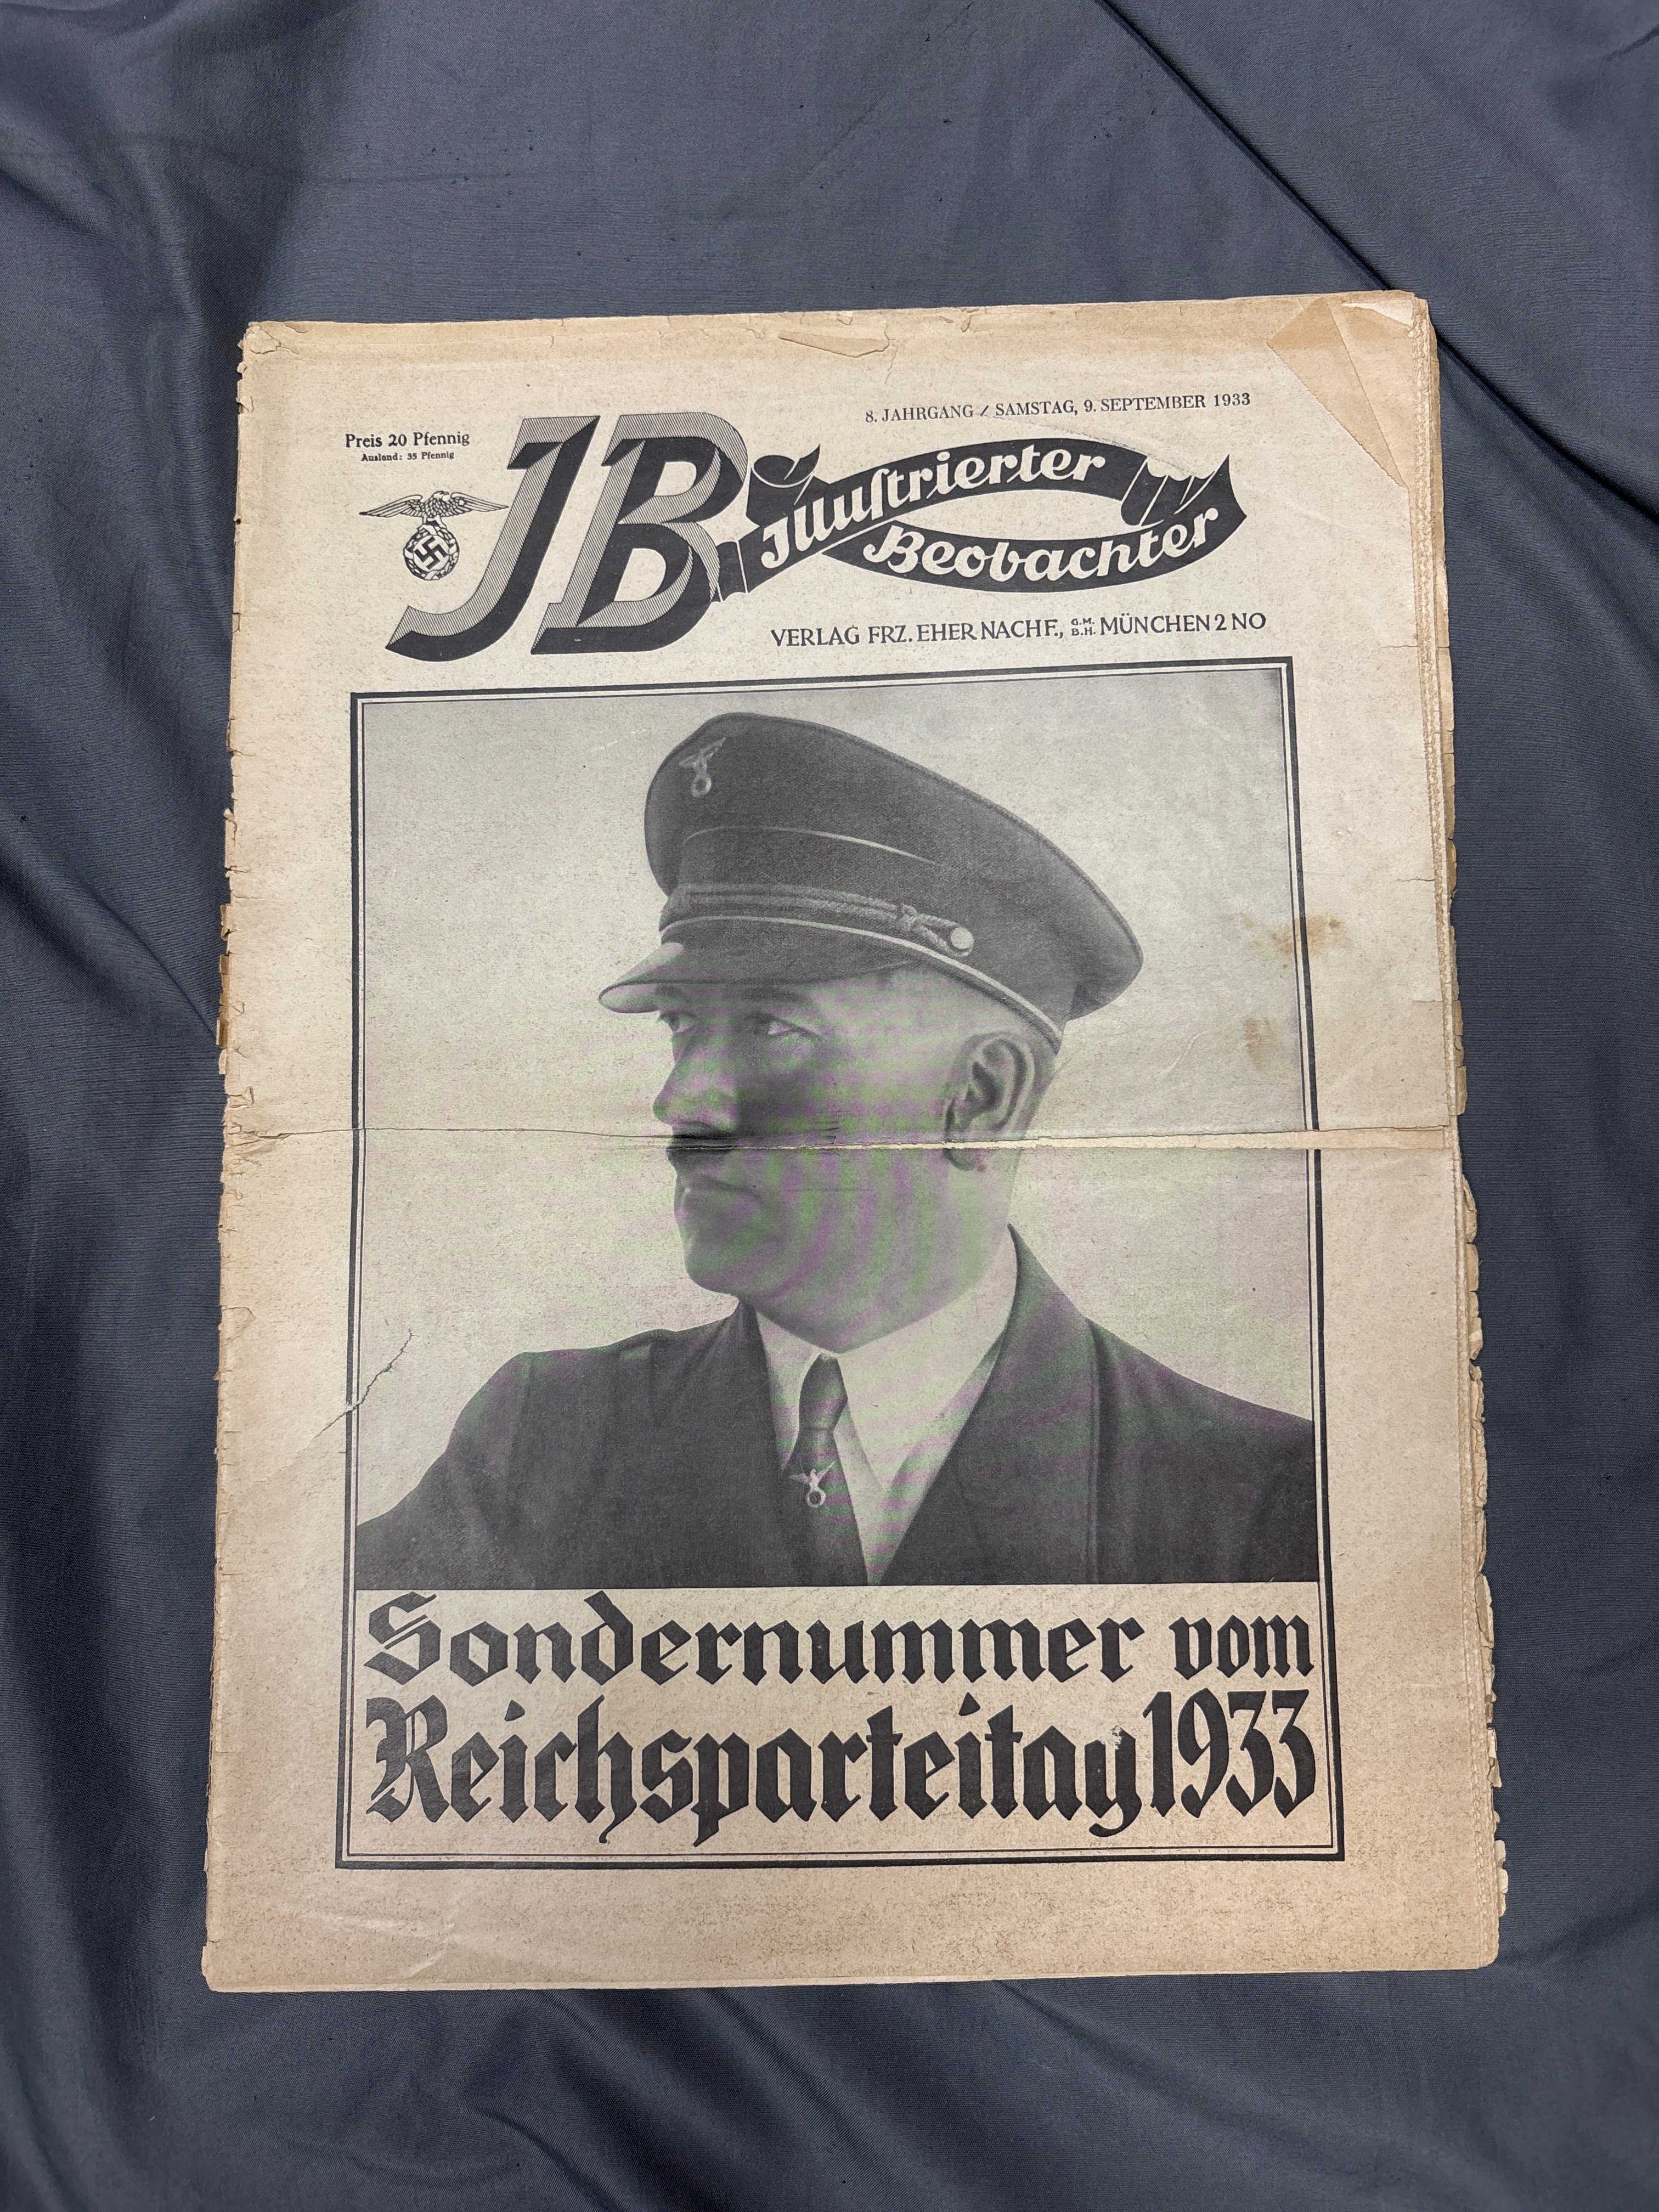 8. JAHRGANG / SAMSTAG, 9. SEPTEMBER 1933
Preis 20 Pfennig
Ausland: 35 Pfennig
JB Illustrierter
Beobachter
VERLAG FRZ. EHER NACHF., G.M.B.H. MÜNCHEN 2 NO
Sondernummer vom
Reichsparteitag 1933